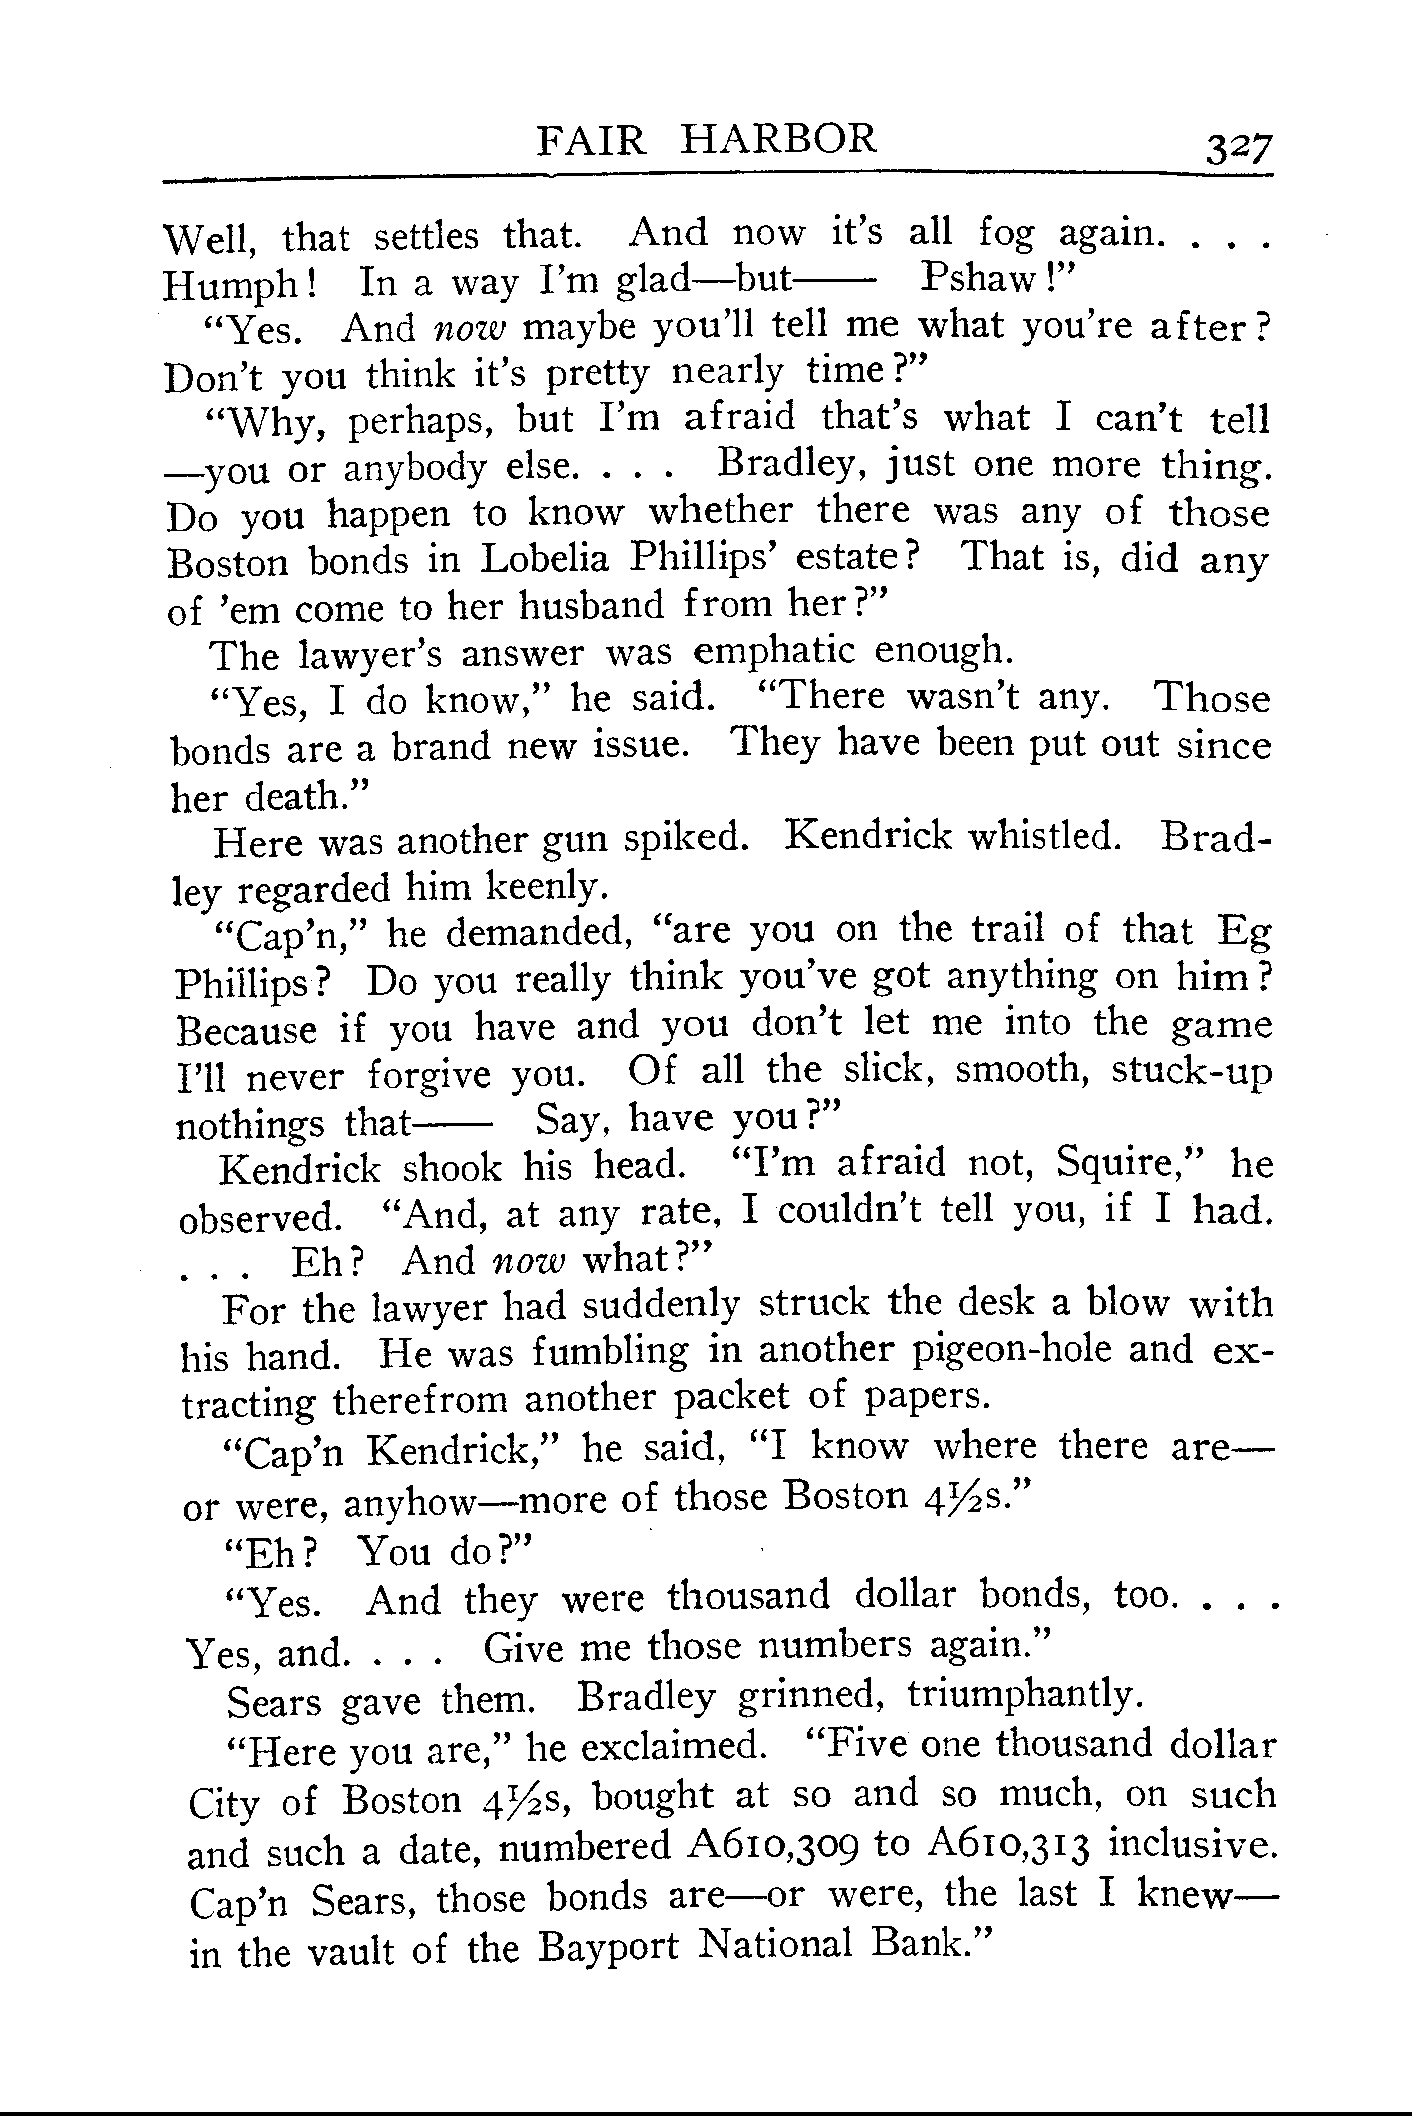 FAIR HARBOR 327
Well, that settles that. And now it's all fog again. . . .
Humph! In a way I'm glad—but—— Pshaw!"
"Yes. And now maybe you'll tell me what you're after?
Don't you think it's pretty nearly time?"
"Why, perhaps, but I'm afraid that's what I can't tell
—you or anybody else. . . . Bradley, just one more thing.
Do you happen to know whether there was any of those
Boston bonds in Lobelia Phillips' estate? That is, did any
of 'em come to her husband from her?"
The lawyer's answer was emphatic enough.
"Yes, I do know," he said. "There wasn't any. Those
bonds are a brand new issue. They have been put out since
her death."
Here was another gun spiked. Kendrick whistled. Brad-
ley regarded him keenly.
"Cap'n," he demanded, "are you on the trail of that Eg
Phillips? Do you really think you've got anything on him?
Because if you have and you don't let me into the game
I'll never forgive you. Of all the slick, smooth, stuck-up
nothings that—— Say, have you?"
Kendrick shook his head. "I'm afraid not, Squire," he
observed. "And, at any rate, I couldn't tell you, if I had.
. . . Eh? And now what?"
For the lawyer had suddenly struck the desk a blow with
his hand. He was fumbling in another pigeon-hole and ex-
tracting therefrom another packet of papers.
"Cap'n Kendrick," he said, "I know where there are—
or were, anyhow—more of those Boston 4½s."
"Eh? You do?"
"Yes. And they were thousand dollar bonds, too. . . .
Yes, and. . . . Give me those numbers again."
Sears gave them. Bradley grinned, triumphantly.
"Here you are," he exclaimed. "Five one thousand dollar
City of Boston 4½s, bought at so and so much, on such
and such a date, numbered A610,309 to A610,313 inclusive.
Cap'n Sears, those bonds are—or were, the last I knew—
in the vault of the Bayport National Bank."